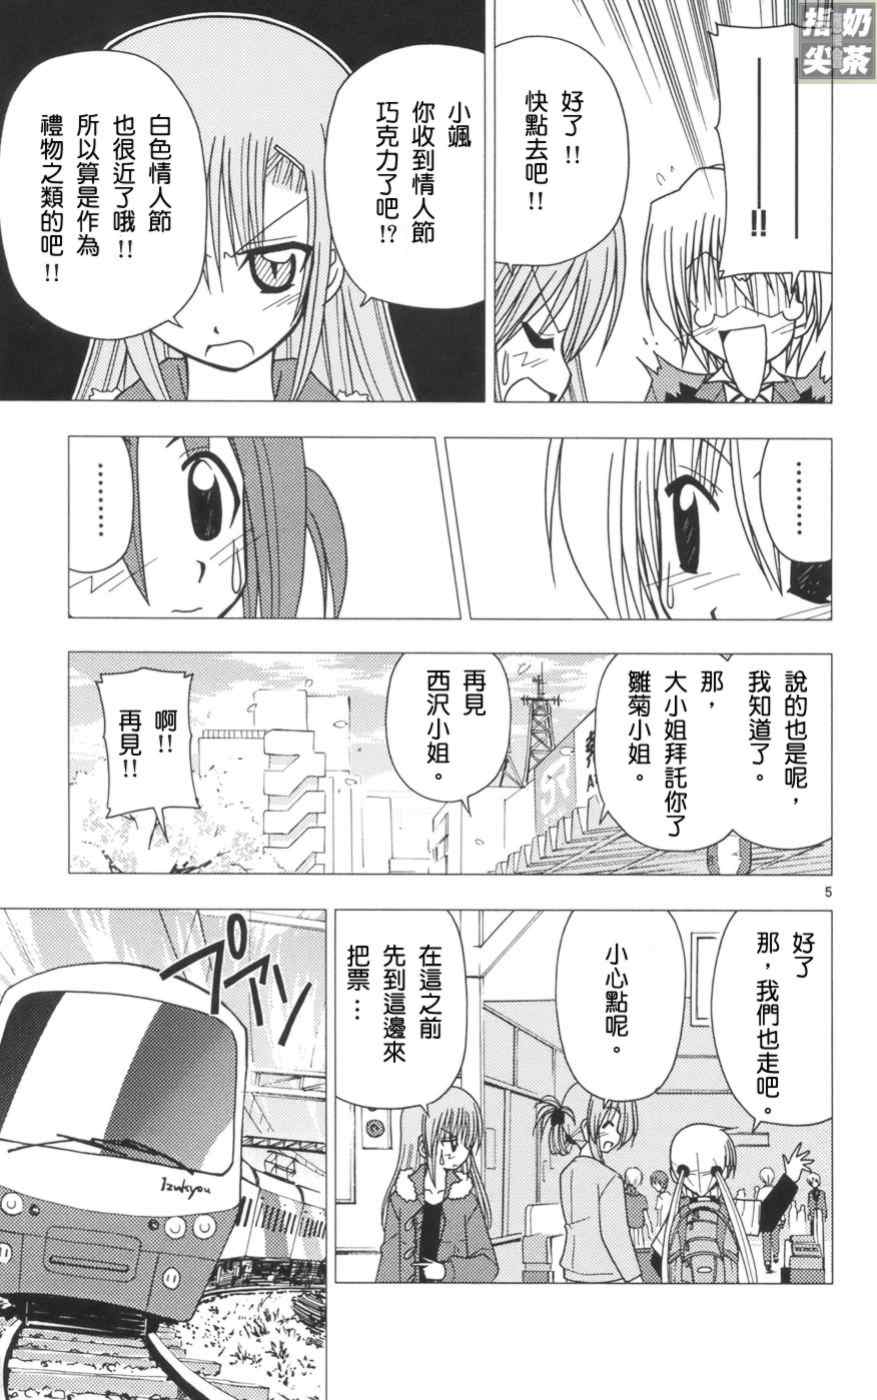 指奶
尖茶
——!!
好了!!
快點去吧!!
小颯
你收到情人節
巧克力了吧!?
白色情人節
也很近了哦!!
所以算是作為
禮物之類的吧!!
………
………
說的也是呢，
我知道了。
那，
大小姐拜託你了
雛菊小姐。
再見
西沢小姐。
啊!!
再見!!
5
好了
那，我們也走吧。
小心點呢。
在這之前
先到這邊來
把票…
パアン
Izukyou